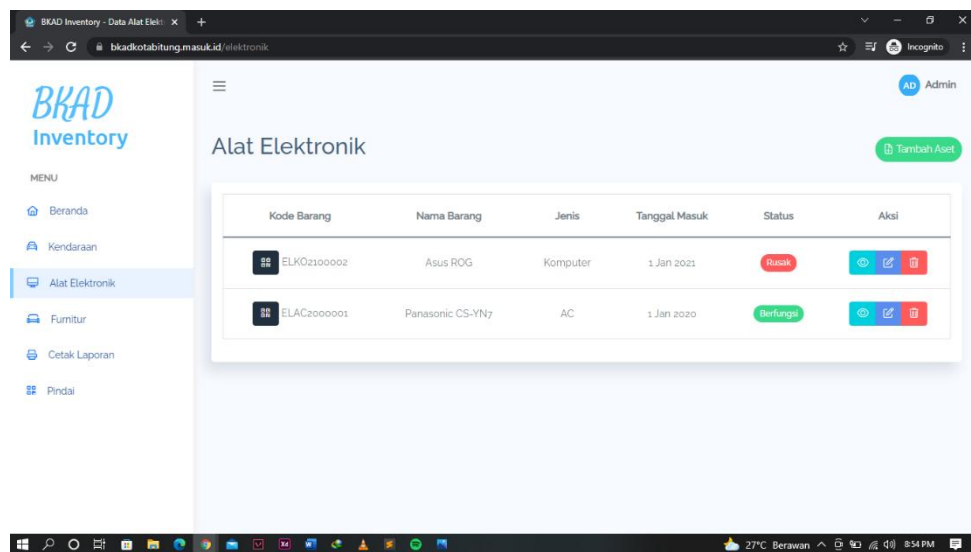 BKAD Inventory - Data Alat Elekt
bkadkotabitung.masuk.id/elektronik
Incognito
BKAD
Inventory
AD Admin
Alat Elektronik
Tambah Aset
MENU
Beranda
Kendaraan
Alat Elektronik
Furnitur
Cetak Laporan
Pindai
Kode Barang Nama Barang Jenis Tanggal Masuk Status Aksi
ELKO2100002 Asus ROG Komputer 1 Jan 2021 Rusak
ELAC2000001 Panasonic CS-YN7 AC 1 Jan 2020 Berfungsi
27°C Berawan 8:54 PM